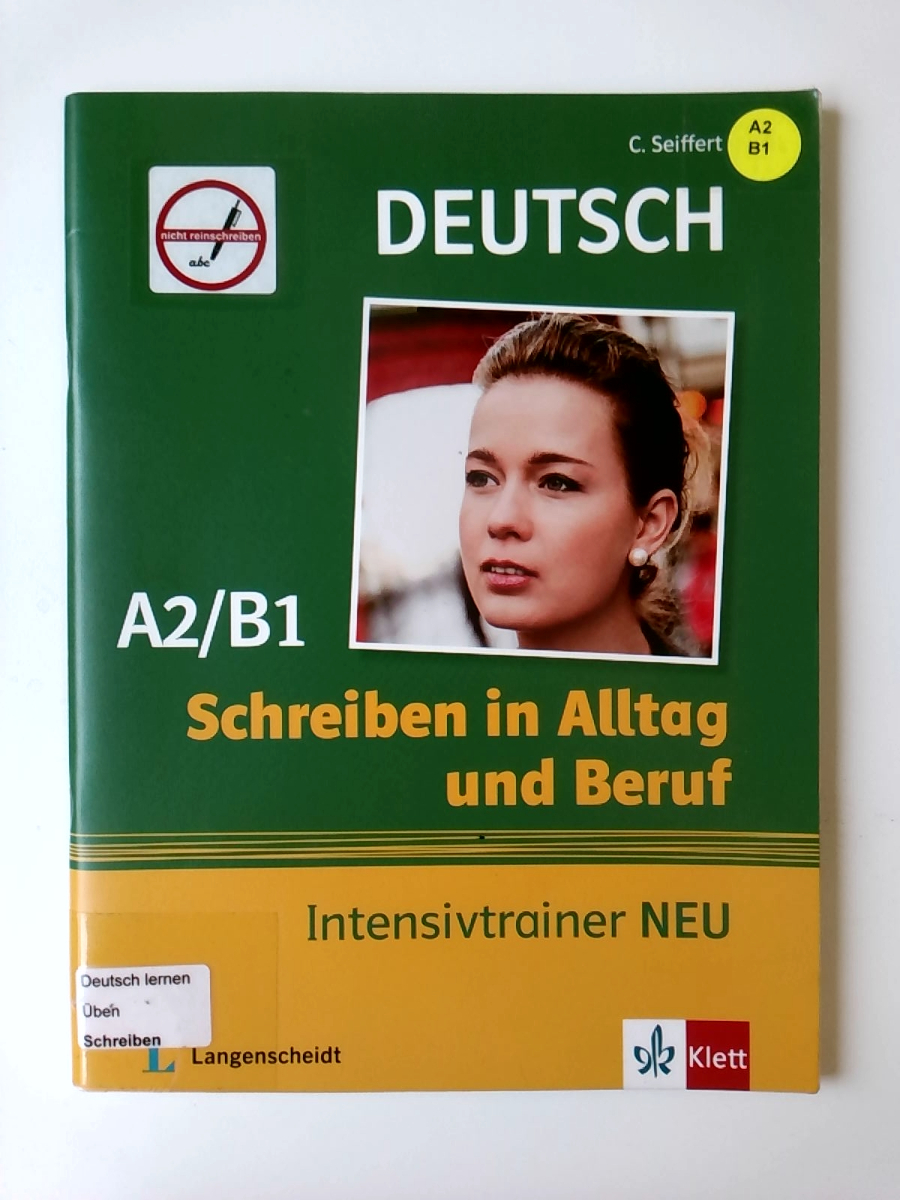 C. Seiffert
A2
B1
nicht reinschreiben
abc
DEUTSCH
A2/B1
Schreiben in Alltag
und Beruf
Intensivtrainer NEU
Deutsch lernen
Üben
Schreiben
L Langenscheidt
Klett